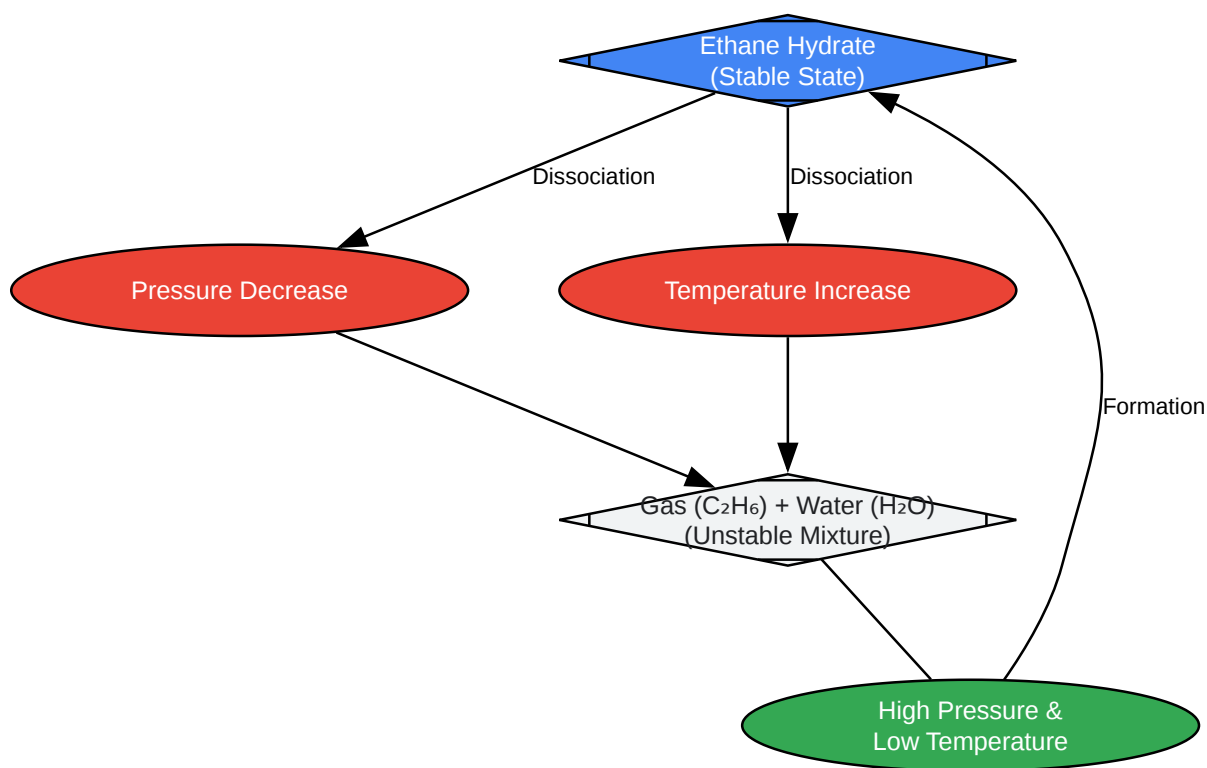 Ethane Hydrate
(Stable State)
Dissociation
Dissociation
Pressure Decrease
Temperature Increase
Formation
Gas (C₂H₆) + Water (H₂O)
(Unstable Mixture)
High Pressure &
Low Temperature